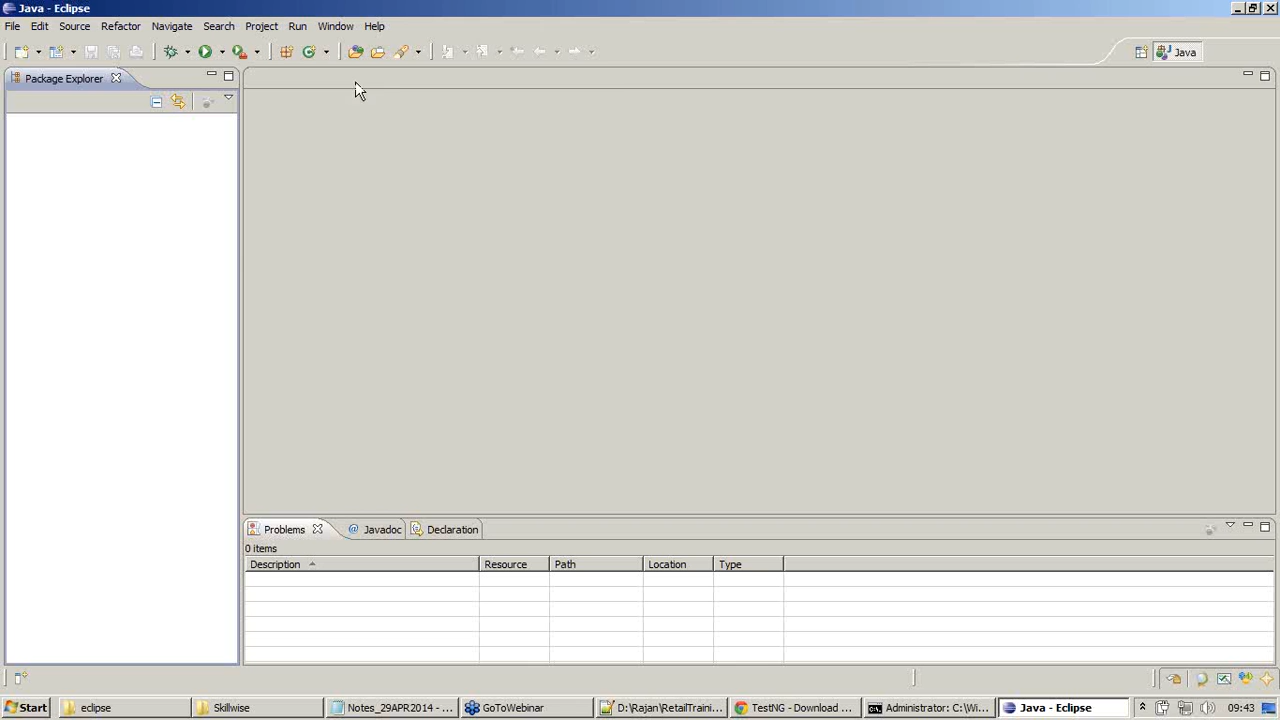 Java - Eclipse
File Edit Source Refactor Navigate Search Project Run Window Help
Java
Package Explorer
Problems Javadoc Declaration
0 items
Description Resource Path Location Type
Start eclipse Skillwise Notes_29APR2014 - ... GoToWebinar D:\Rajan\RetailTraini... TestNG - Download ... Administrator: C:\Wi... Java - Eclipse 09:43